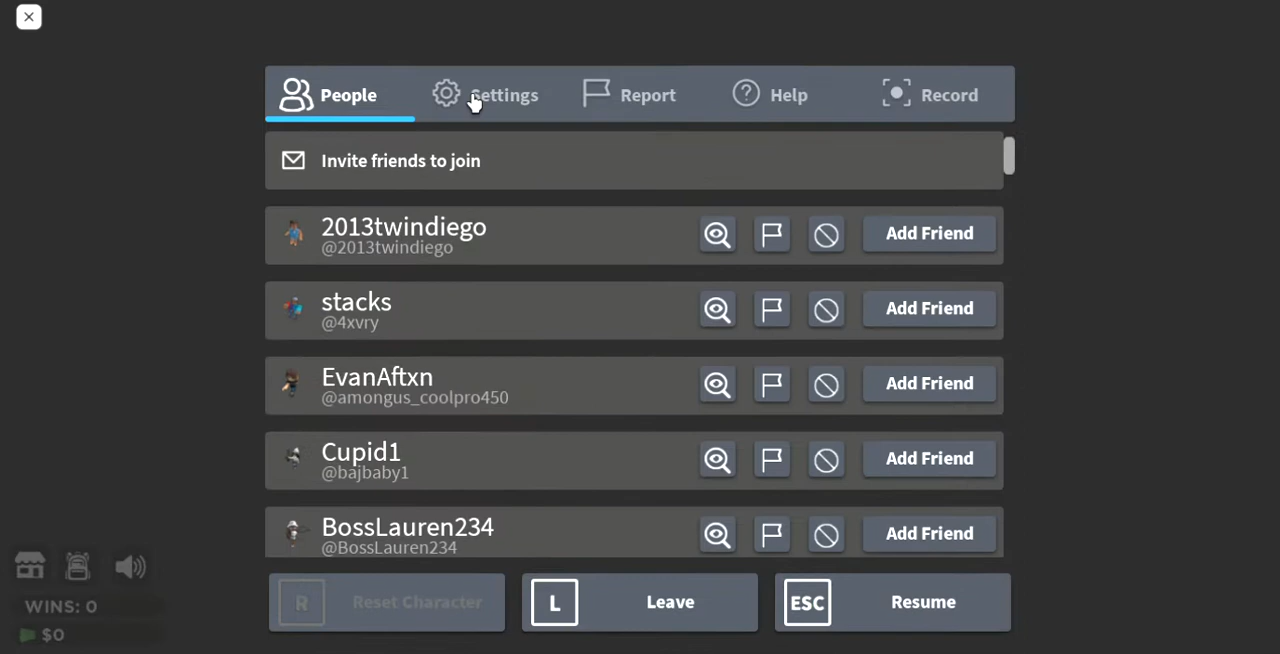 People
Settings
Report
Help
Record
Invite friends to join
2013twindiego
@2013twindiego
Add Friend
stacks
@4xvry
Add Friend
EvanAftxn
@amongus_coolpro450
Add Friend
Cupid1
@bajbaby1
Add Friend
BossLauren234
@BossLauren234
Add Friend
WINS: 0
$0
R Reset Character
L Leave
ESC Resume